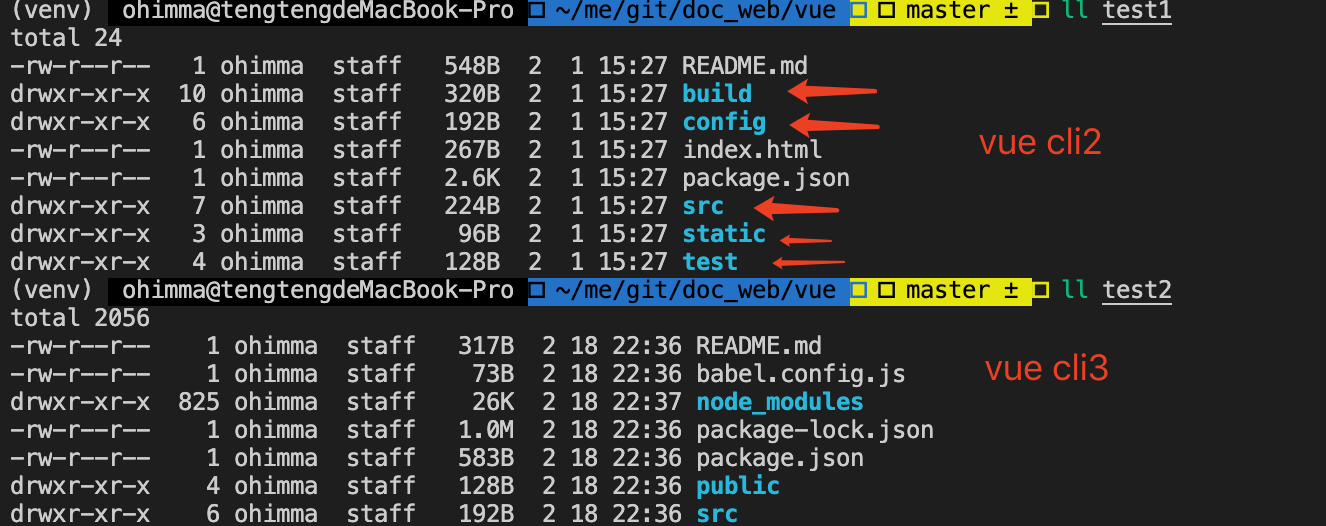 (venv) ohimma@tengtengdeMacBook-Pro ~/me/git/doc_web/vue master ± ll test1
total 24
-rw-r--r-- 1 ohimma staff 548B 2 1 15:27 README.md
drwxr-xr-x 10 ohimma staff 320B 2 1 15:27 build
drwxr-xr-x 6 ohimma staff 192B 2 1 15:27 config
-rw-r--r-- 1 ohimma staff 267B 2 1 15:27 index.html
vue cli2
-rw-r--r-- 1 ohimma staff 2.6K 2 1 15:27 package.json
drwxr-xr-x 7 ohimma staff 224B 2 1 15:27 src
drwxr-xr-x 3 ohimma staff 96B 2 1 15:27 static
drwxr-xr-x 4 ohimma staff 128B 2 1 15:27 test
(venv) ohimma@tengtengdeMacBook-Pro ~/me/git/doc_web/vue master ± ll test2
total 2056
-rw-r--r-- 1 ohimma staff 317B 2 18 22:36 README.md
vue cli3
-rw-r--r-- 1 ohimma staff 73B 2 18 22:36 babel.config.js
drwxr-xr-x 825 ohimma staff 26K 2 18 22:37 node_modules
-rw-r--r-- 1 ohimma staff 1.0M 2 18 22:36 package-lock.json
-rw-r--r-- 1 ohimma staff 583B 2 18 22:36 package.json
drwxr-xr-x 4 ohimma staff 128B 2 18 22:36 public
drwxr-xr-x 6 ohimma staff 192B 2 18 22:36 src